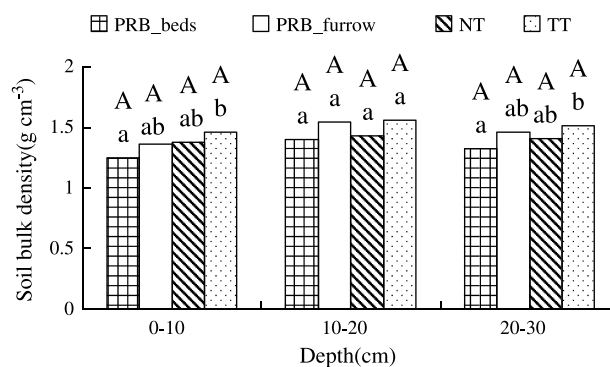 PRB_beds PRB_furrow NT TT
2
A A A A A A A A A A A A
a ab ab b a a a a a ab ab b
1.5
1
0.5
0
Soil bulk density(g cm⁻³)
0-10 10-20 20-30
Depth(cm)